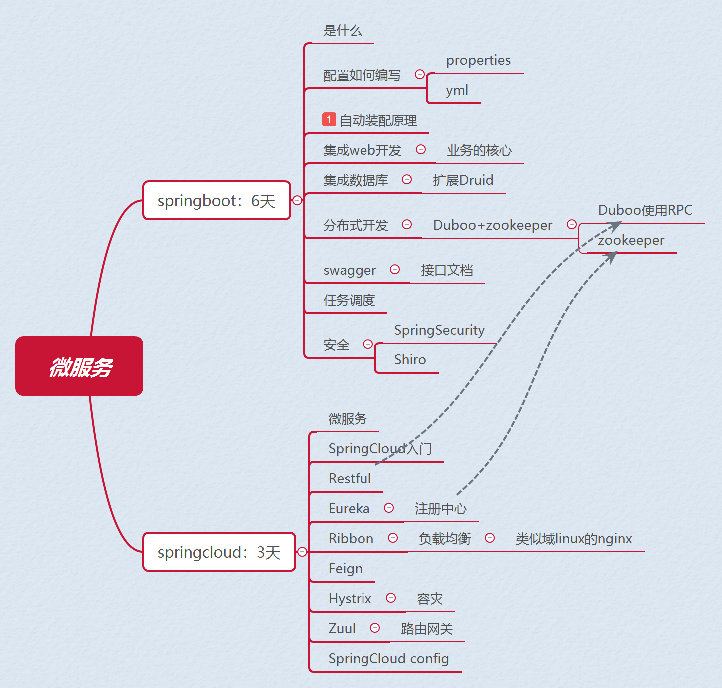 微服务
springboot：6天
是什么
配置如何编写
properties
yml
1 自动装配原理
集成web开发 业务的核心
集成数据库 扩展Druid
分布式开发 Duboo+zookeeper
Duboo使用RPC
zookeeper
swagger 接口文档
任务调度
安全
SpringSecurity
Shiro
springcloud：3天
微服务
SpringCloud入门
Restful
Eureka 注册中心
Ribbon 负载均衡 类似域linux的nginx
Feign
Hystrix 容灾
Zuul 路由网关
SpringCloud config